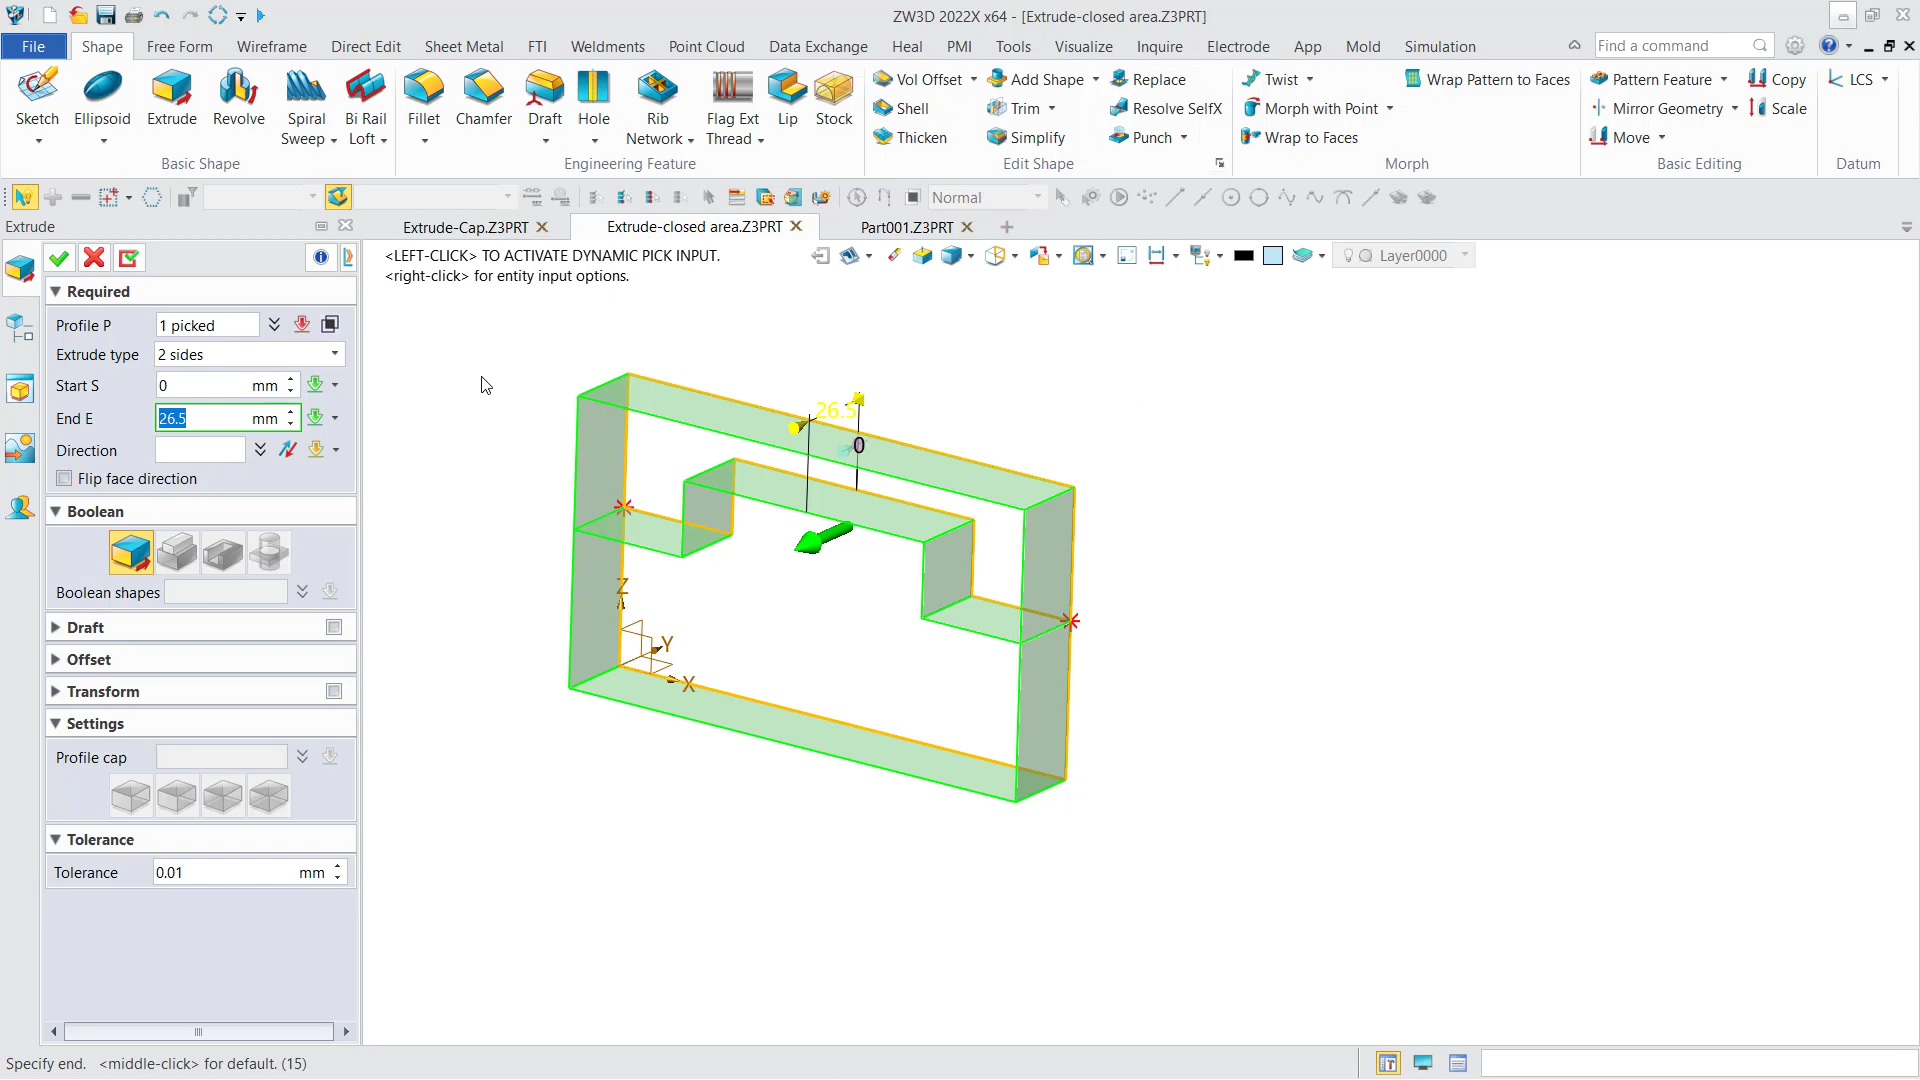 ZW3D 2022X x64 - [Extrude-closed area.Z3PRT]
File Shape Free Form Wireframe Direct Edit Sheet Metal FTI Weldments Point Cloud Data Exchange Heal PMI Tools Visualize Inquire Electrode App Mold Simulation Find a command
Sketch Ellipsoid Extrude Revolve Spiral Sweep Bi Rail Loft
Basic Shape
Fillet Chamfer Draft Hole Rib Network Flag Ext Thread Lip Stock
Engineering Feature
Vol Offset Add Shape Replace
Shell Trim Resolve SelfX
Thicken Simplify Punch
Edit Shape
Twist Wrap Pattern to Faces
Morph with Point
Wrap to Faces
Morph
Pattern Feature Copy
Mirror Geometry Scale
Move
Basic Editing
LCS
Datum
Normal
Extrude
Extrude-Cap.Z3PRT Extrude-closed area.Z3PRT Part001.Z3PRT
<LEFT-CLICK> TO ACTIVATE DYNAMIC PICK INPUT.
<right-click> for entity input options.
Layer0000
Required
Profile P 1 picked
Extrude type 2 sides
Start S 0 mm
End E 26.5 mm
Direction
Flip face direction
Boolean
Boolean shapes
Draft
Offset
Transform
Settings
Profile cap
Tolerance
Tolerance 0.01 mm
26.5
0
Z
Y
X
Specify end. <middle-click> for default. (15)